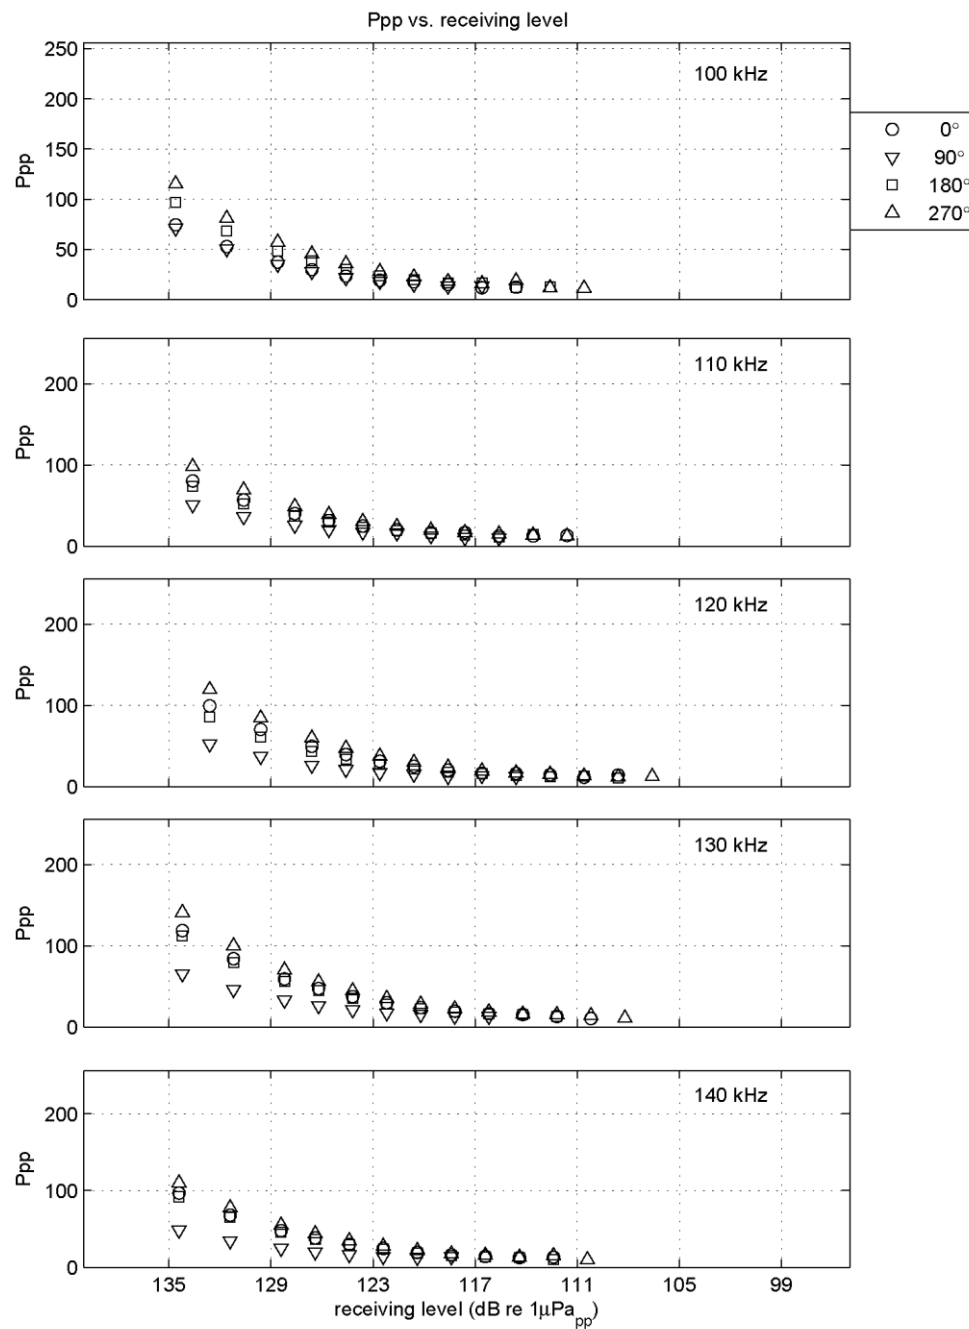 Ppp vs. receiving level
250
200
150
100
50
0
Ppp
100 kHz
0°
90°
180°
270°
200
100
0
Ppp
110 kHz
200
100
0
Ppp
120 kHz
200
100
0
Ppp
130 kHz
200
100
0
Ppp
140 kHz
135 129 123 117 111 105 99
receiving level (dB re 1μPa_pp)